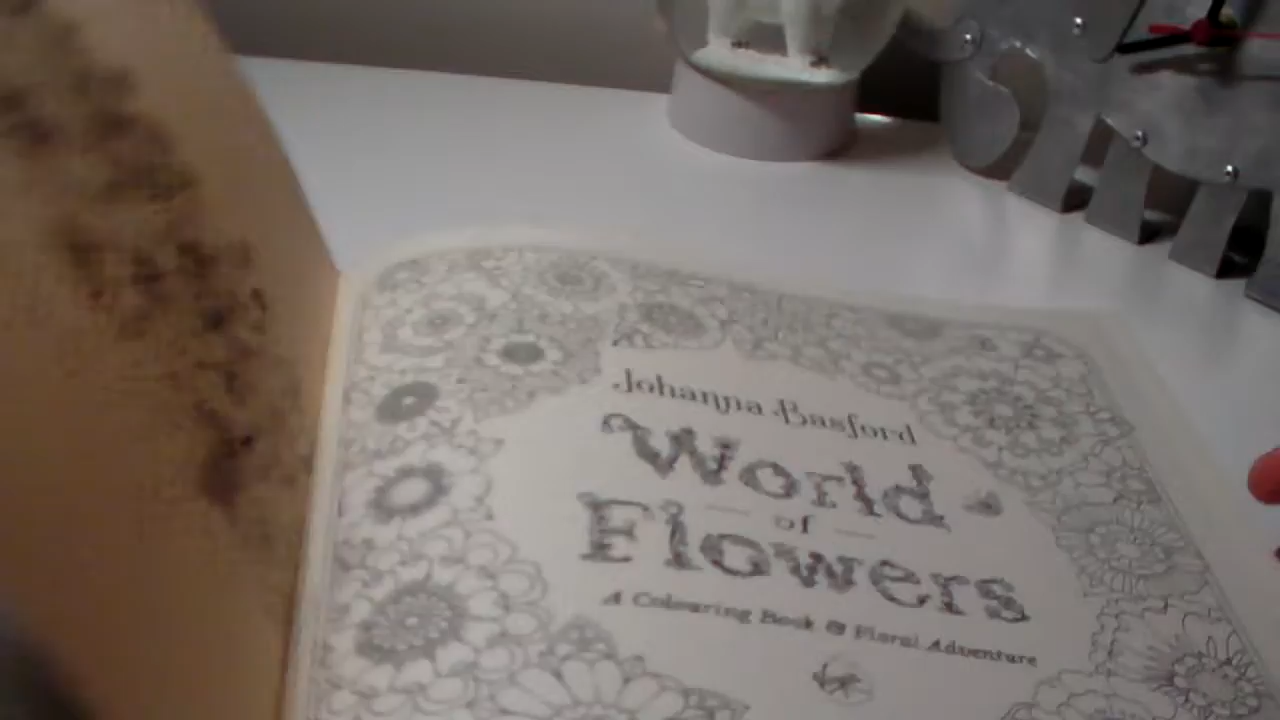 Johanna Basford
World
of
Flowers
A Colouring Book & Floral Adventure